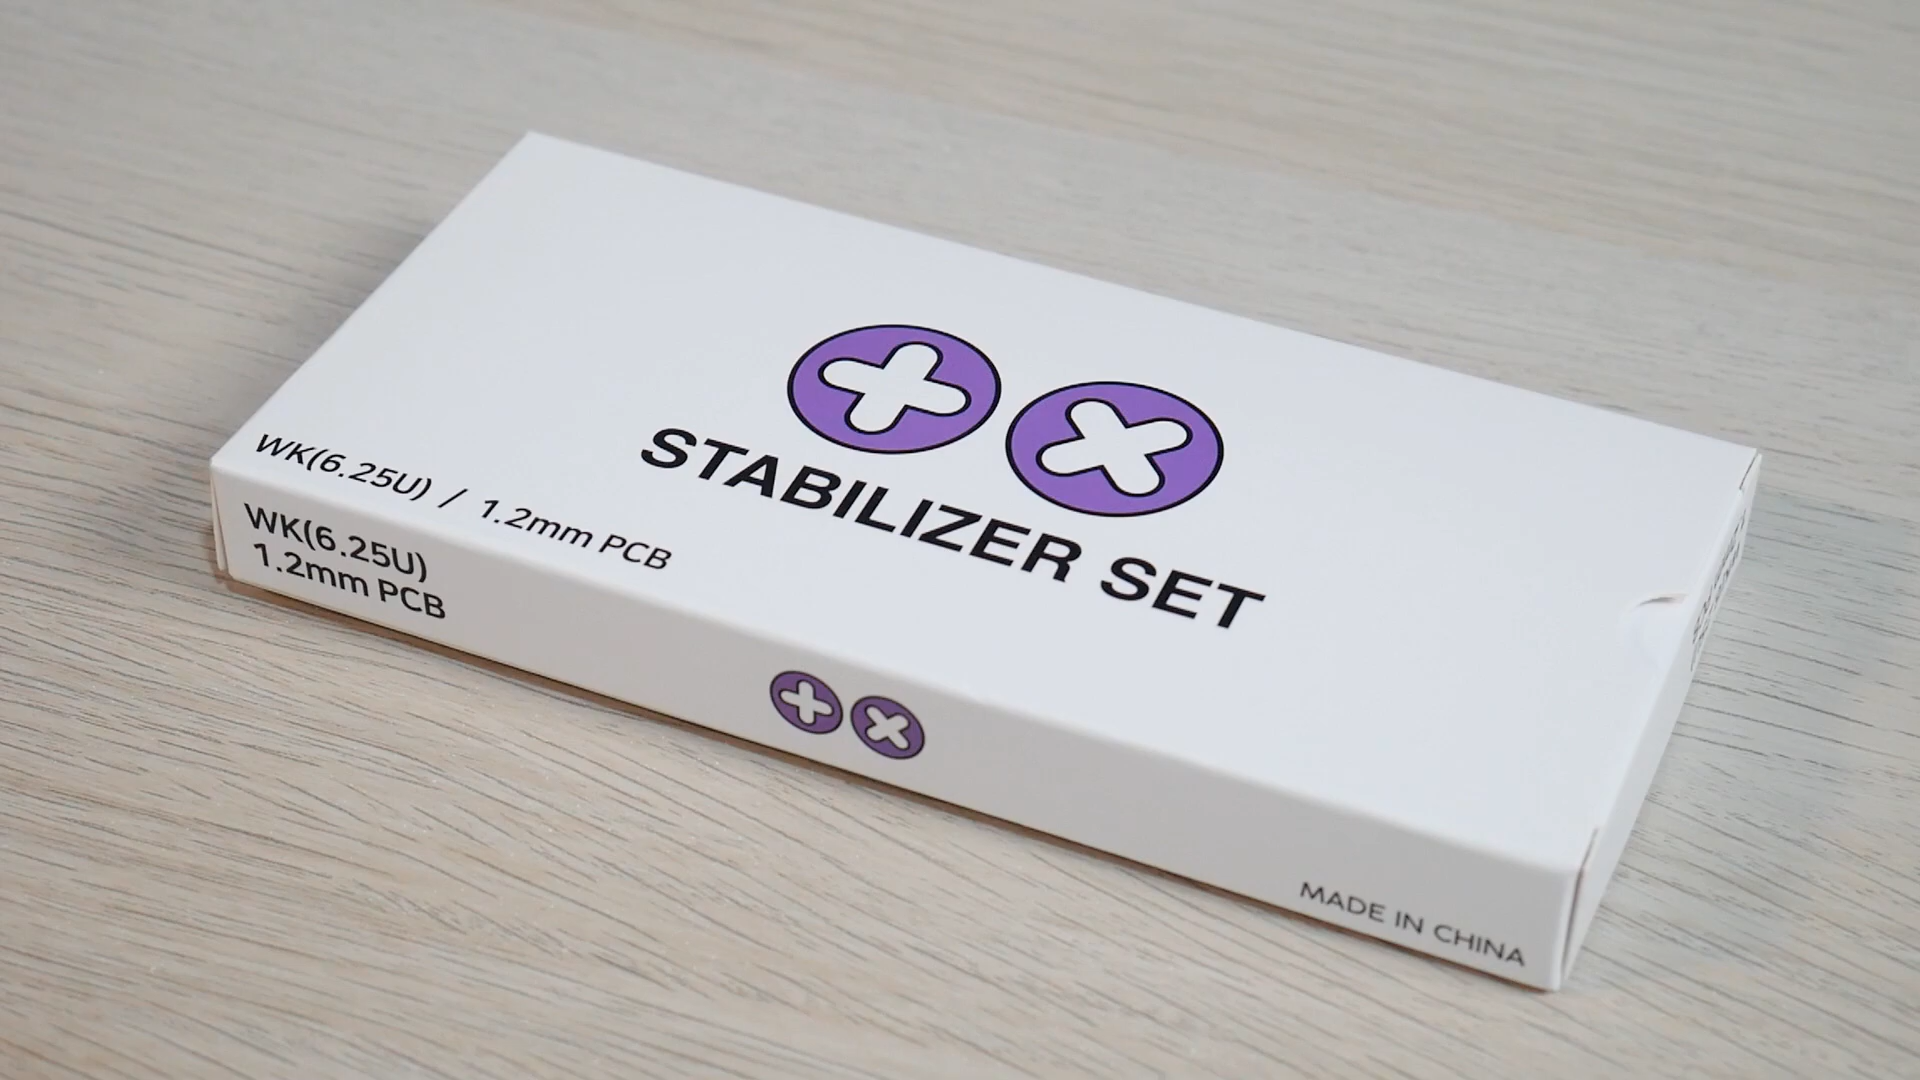 STABILIZER SET
WK(6.25U) / 1.2mm PCB
WK(6.25U)
1.2mm PCB
MADE IN CHINA